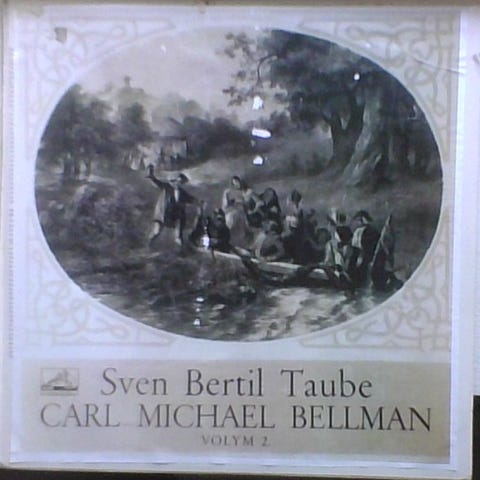 Sven Bertil Taube
CARL MICHAEL BELLMAN
VOLYM 2.